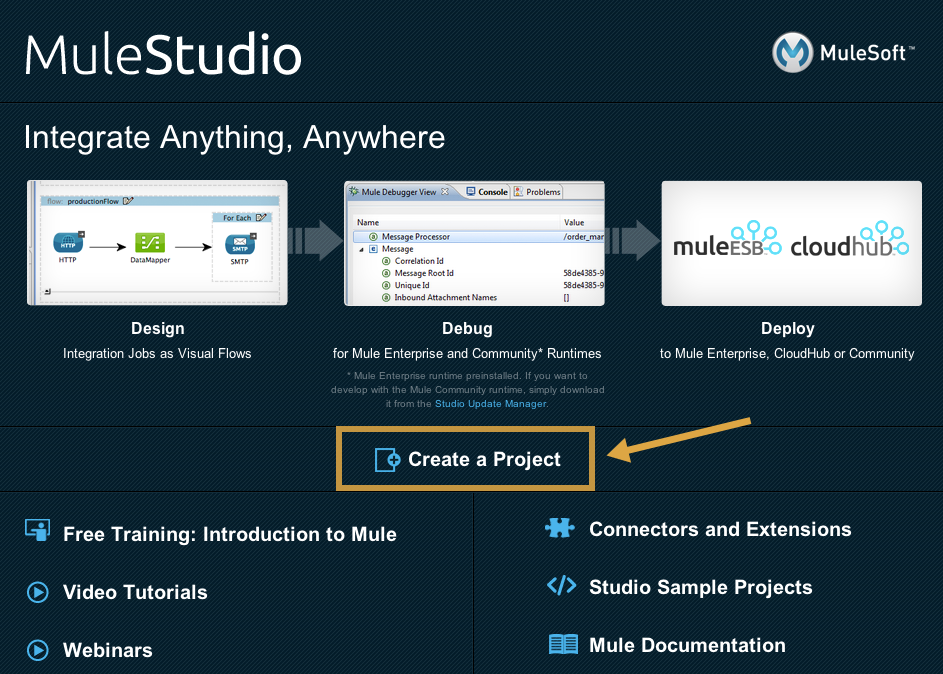 MuleStudio
MuleSoft™
Integrate Anything, Anywhere
flow: productionFlow
For Each
HTTP
HTTP
DataMapper
SMTP
SMTP
Mule Debugger View
Console
Problems
Name Value
Message Processor /order_mar
Message
Correlation Id
Message Root Id 58de4385-9
Unique Id 58de4385-9
Inbound Attachment Names []
muleESB
cloudhub
Design
Integration Jobs as Visual Flows
Debug
for Mule Enterprise and Community* Runtimes
* Mule Enterprise runtime preinstalled. If you want to
develop with the Mule Community runtime, simply download
it from the Studio Update Manager.
Deploy
to Mule Enterprise, CloudHub or Community
Create a Project
Free Training: Introduction to Mule
Video Tutorials
Webinars
Connectors and Extensions
Studio Sample Projects
Mule Documentation